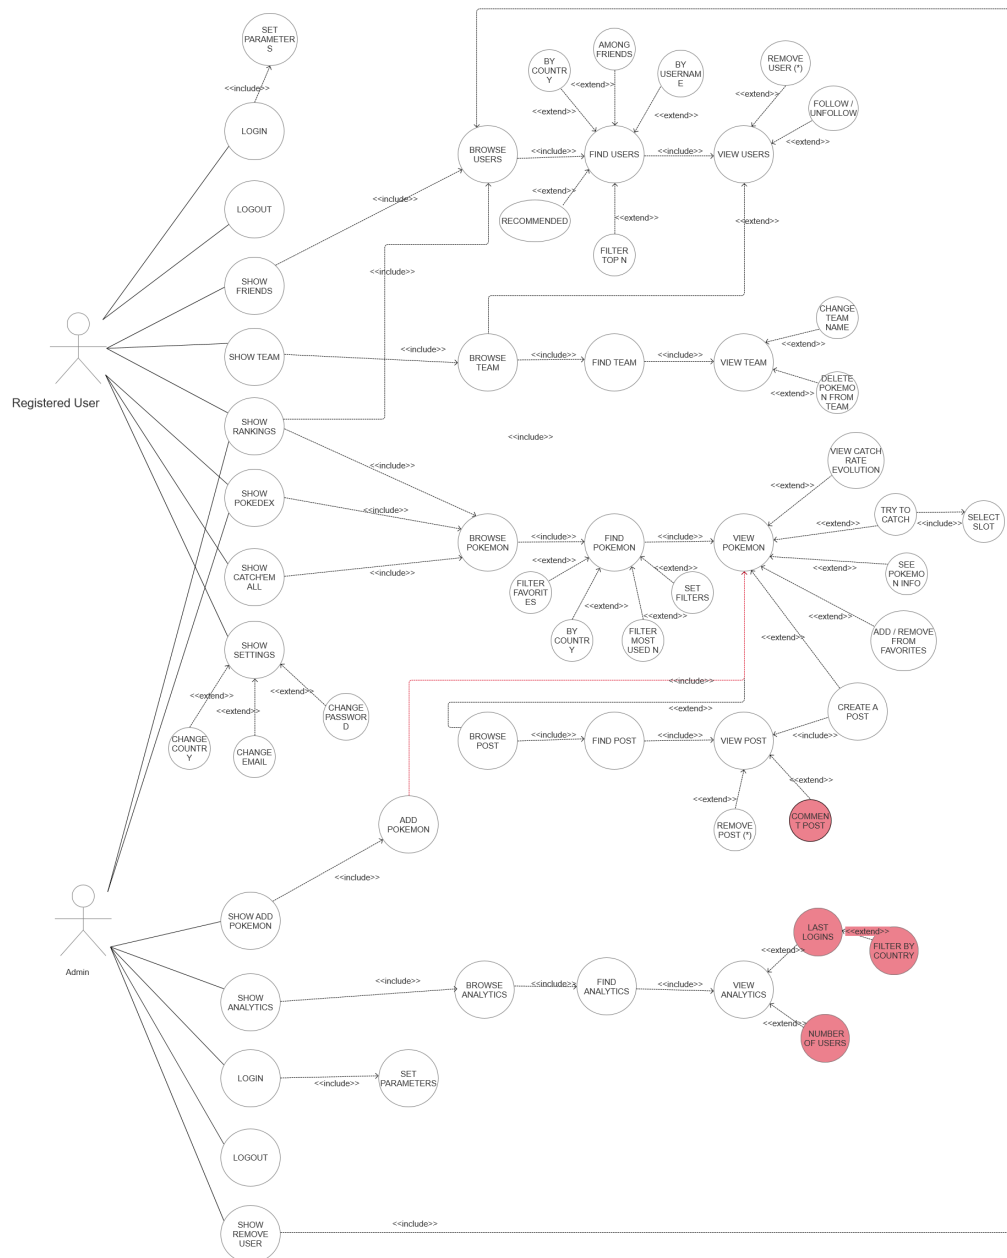 SET
PARAMETER
S
<<include>>
LOGIN
LOGOUT
SHOW
FRIENDS
SHOW TEAM
Registered User
SHOW
RANKINGS
SHOW
POKEDEX
SHOW
CATCH'EM
ALL
SHOW
SETTINGS
<<extend>>
<<extend>>
<<extend>>
CHANGE
COUNTR
Y
CHANGE
EMAIL
CHANGE
PASSWOR
D
<<include>>
<<include>>
<<include>>
<<include>>
<<include>>
<<include>>
<<include>>
BROWSE
USERS
<<include>>
FIND USERS
<<include>>
VIEW USERS
BY
COUNTR
Y
AMONG
FRIENDS
BY
USERNAM
E
<<extend>>
<<extend>>
<<extend>>
<<extend>>
RECOMMENDED
<<extend>>
FILTER
TOP N
REMOVE
USER (*)
<<extend>>
FOLLOW /
UNFOLLOW
<<extend>>
<<extend>>
BROWSE
TEAM
<<include>>
FIND TEAM
<<include>>
VIEW TEAM
CHANGE
TEAM
NAME
<<extend>>
<<extend>>
DELETE
POKEMO
N FROM
TEAM
<<include>>
BROWSE
POKEMON
<<include>>
FIND
POKEMON
<<include>>
VIEW
POKEMON
<<extend>>
FILTER
FAVORIT
ES
<<extend>>
BY
COUNTR
Y
<<extend>>
FILTER
MOST
USED N
<<extend>>
SET
FILTERS
VIEW CATCH
RATE
EVOLUTION
<<extend>>
<<extend>>
TRY TO
CATCH
<<include>>
SELECT
SLOT
<<extend>>
SEE
POKEMO
N INFO
<<extend>>
ADD / REMOVE
FROM
FAVORITES
<<extend>>
CREATE A
POST
<<include>>
<<include>>
<<extend>>
BROWSE
POST
<<include>>
FIND POST
<<include>>
VIEW POST
<<extend>>
REMOVE
POST (*)
<<extend>>
COMMEN
T POST
ADD
POKEMON
<<include>>
Admin
SHOW ADD
POKEMON
SHOW
ANALYTICS
<<include>>
BROWSE
ANALYTICS
<<include>>
FIND
ANALYTICS
<<include>>
VIEW
ANALYTICS
<<extend>>
LAST
LOGINS
<<extend>>
FILTER BY
COUNTRY
<<extend>>
NUMBER
OF USERS
LOGIN
<<include>>
SET
PARAMETERS
LOGOUT
SHOW
REMOVE
USER
<<include>>